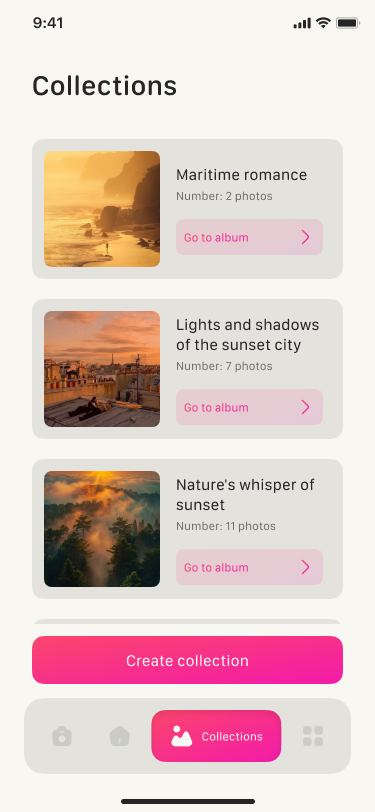 9:41
Collections
Maritime romance
Number: 2 photos
Go to album
Lights and shadows
of the sunset city
Number: 7 photos
Go to album
Nature's whisper of
sunset
Number: 11 photos
Go to album
Create collection
Collections